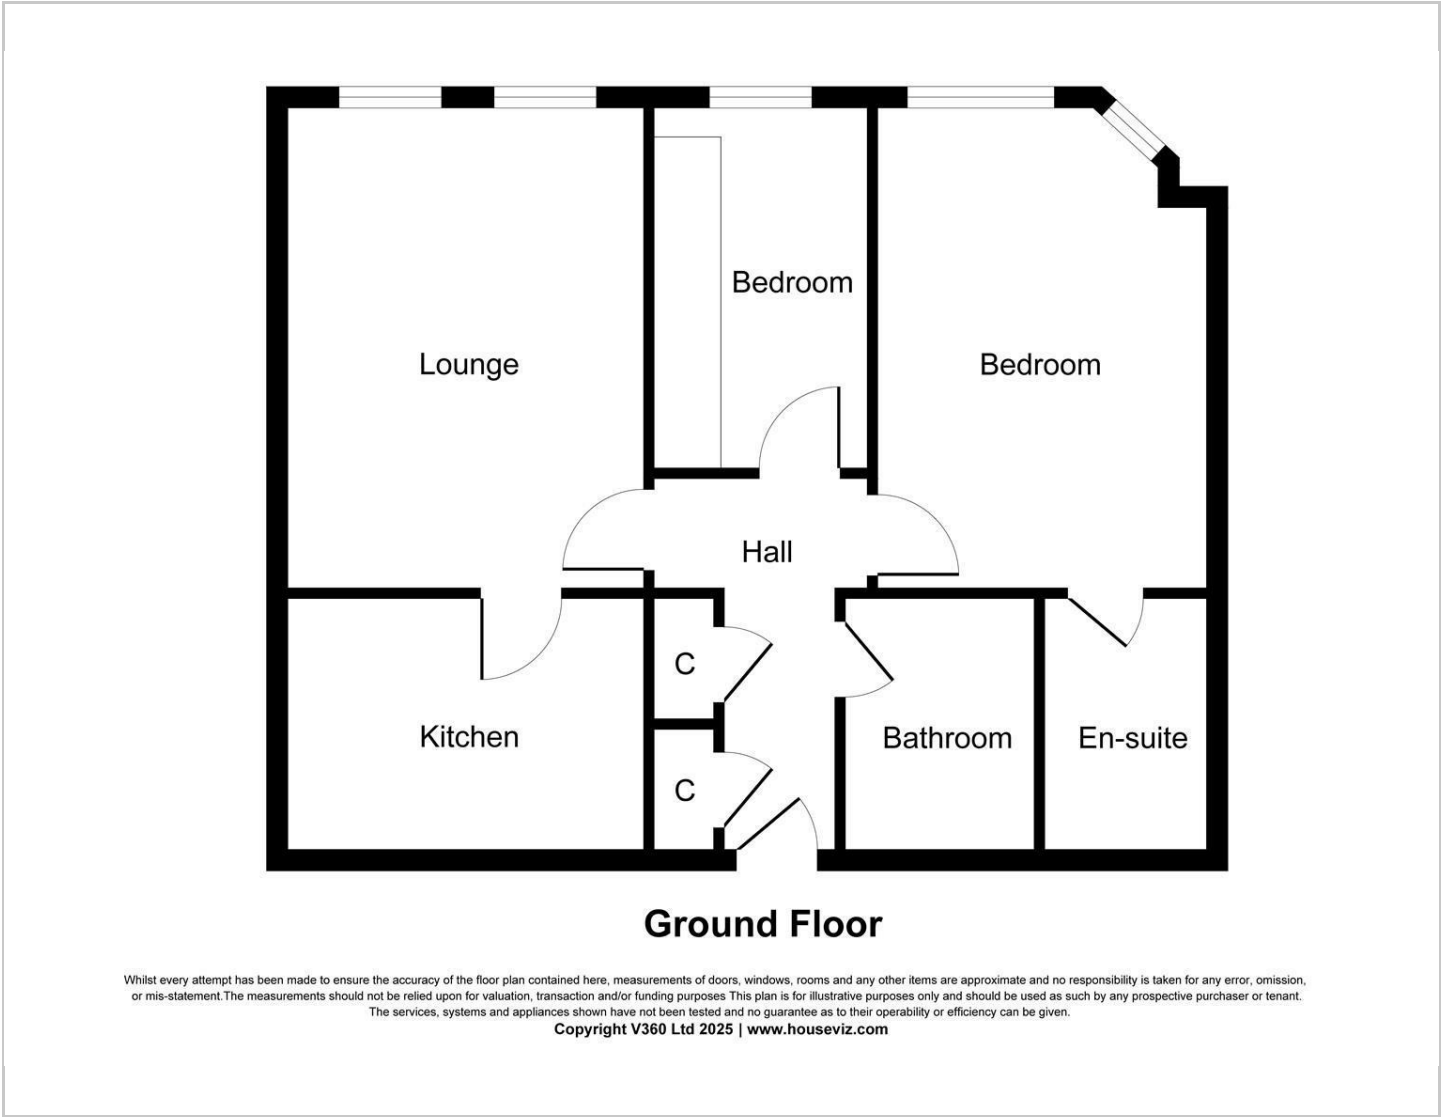 Bedroom
Lounge
Bedroom
Hall
C
Kitchen
Bathroom
En-suite
C
Ground Floor
Whilst every attempt has been made to ensure the accuracy of the floor plan contained here, measurements of doors, windows, rooms and any other items are approximate and no responsibility is taken for any error, omission,
or mis-statement.The measurements should not be relied upon for valuation, transaction and/or funding purposes This plan is for illustrative purposes only and should be used as such by any prospective purchaser or tenant.
The services, systems and appliances shown have not been tested and no guarantee as to their operability or efficiency can be given.
Copyright V360 Ltd 2025 | www.houseviz.com